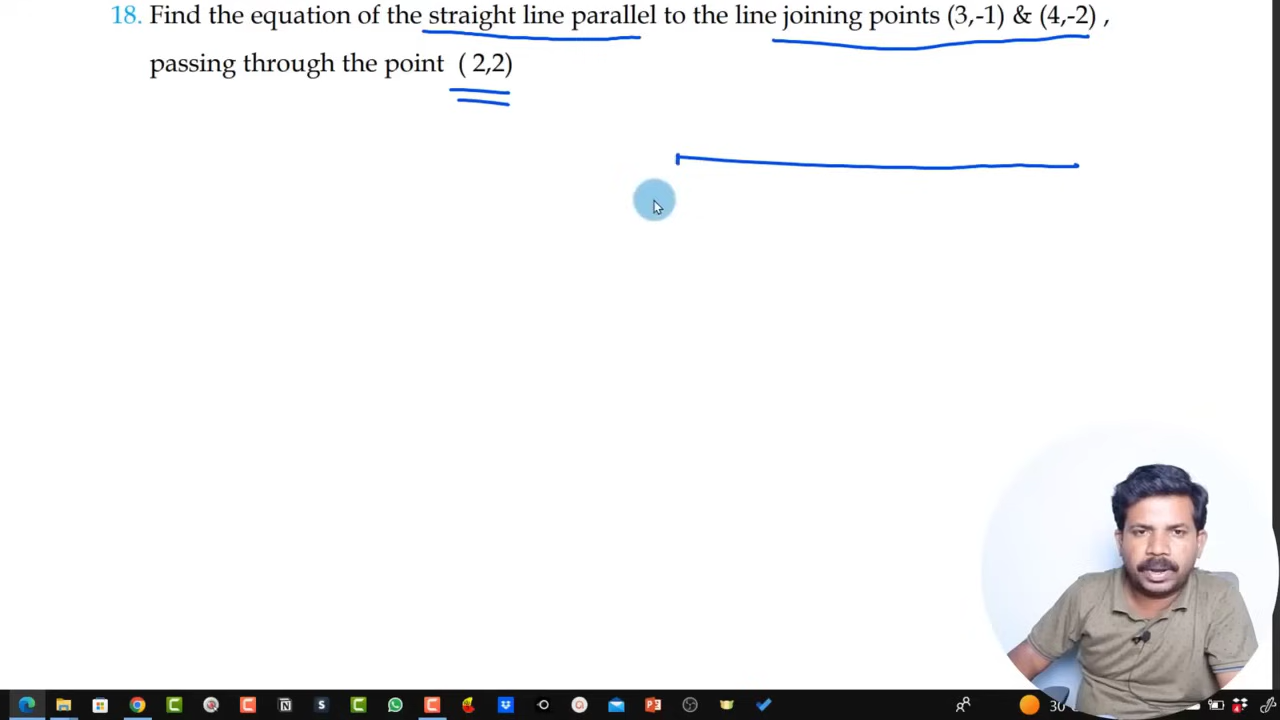 18. Find the equation of the straight line parallel to the line joining points (3,-1) & (4,-2) ,
passing through the point ( 2,2)